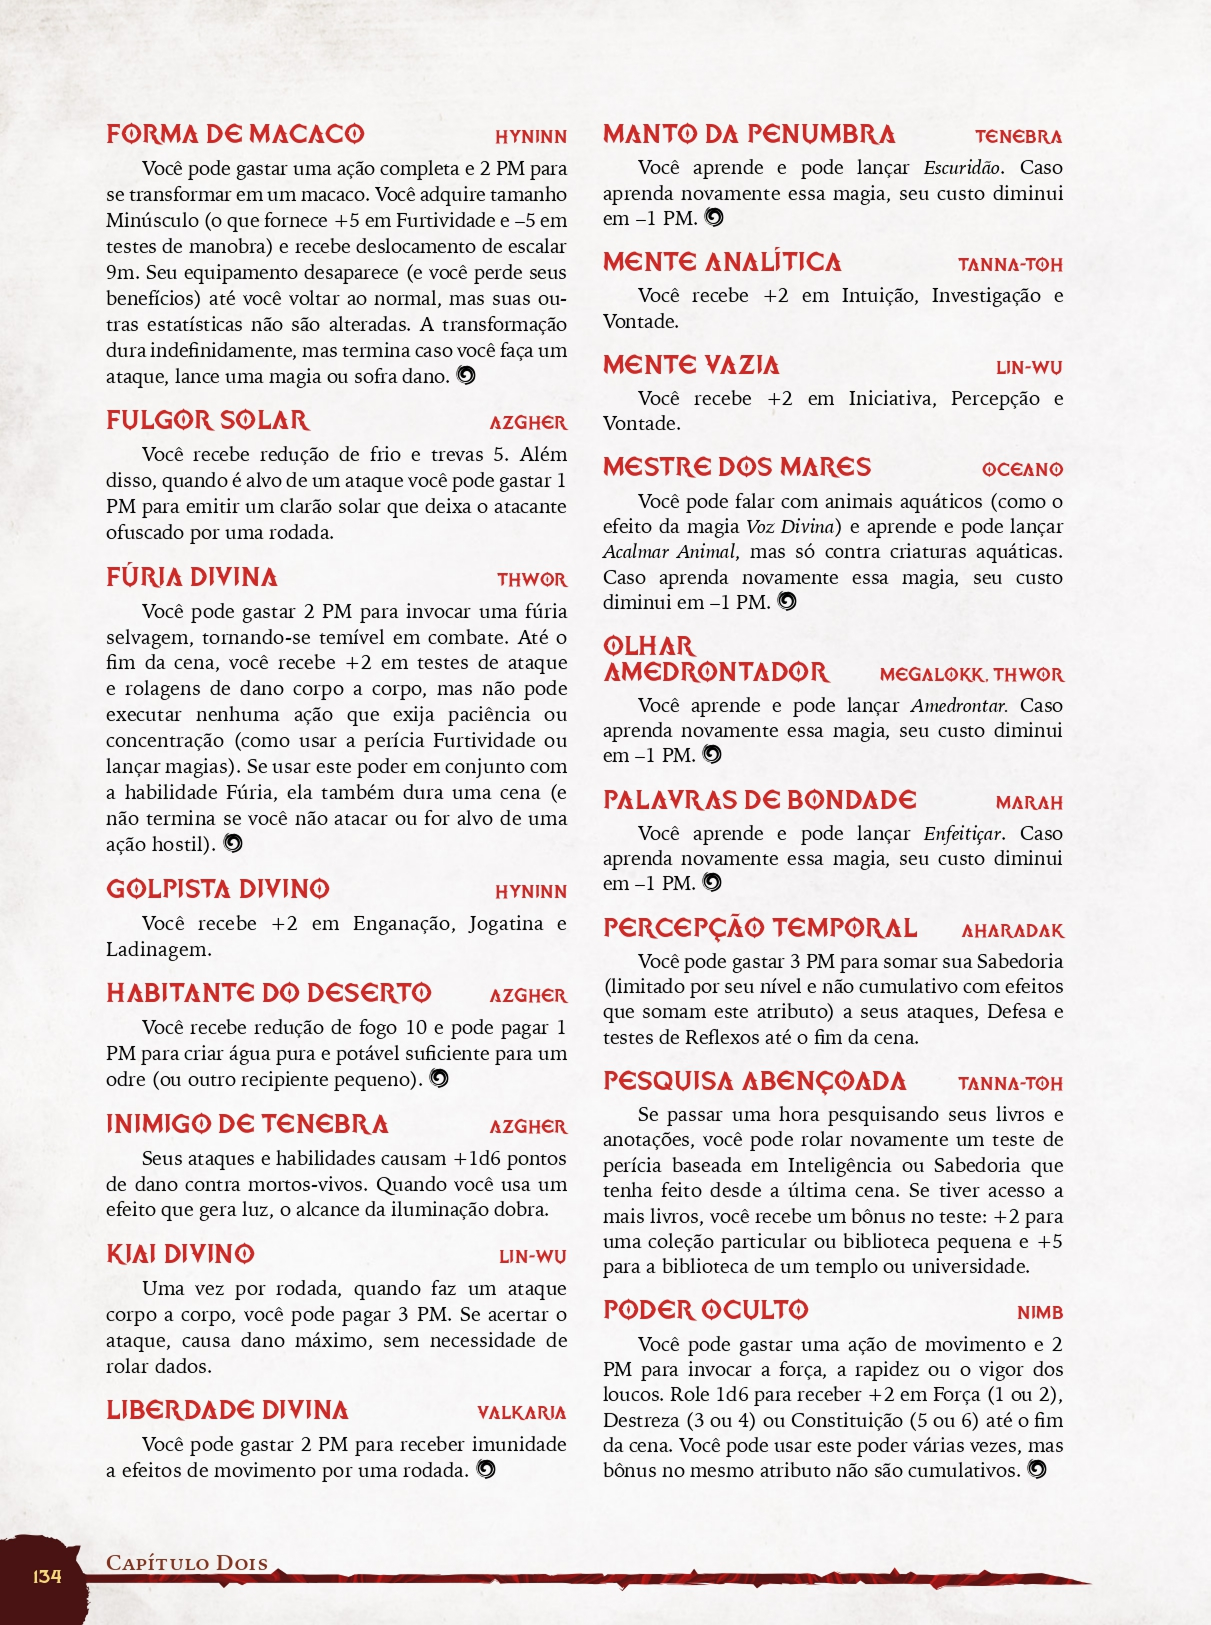 FORMA DE MACACO HYNINN
Você pode gastar uma ação completa e 2 PM para
se transformar em um macaco. Você adquire tamanho
Minúsculo (o que fornece +5 em Furtividade e –5 em
testes de manobra) e recebe deslocamento de escalar
9m. Seu equipamento desaparece (e você perde seus
benefícios) até você voltar ao normal, mas suas ou-
tras estatísticas não são alteradas. A transformação
dura indefinidamente, mas termina caso você faça um
ataque, lance uma magia ou sofra dano.
FULGOR SOLAR AZGHER
Você recebe redução de frio e trevas 5. Além
disso, quando é alvo de um ataque você pode gastar 1
PM para emitir um clarão solar que deixa o atacante
ofuscado por uma rodada.
FÚRIA DIVINA THWOR
Você pode gastar 2 PM para invocar uma fúria
selvagem, tornando-se temível em combate. Até o
fim da cena, você recebe +2 em testes de ataque
e rolagens de dano corpo a corpo, mas não pode
executar nenhuma ação que exija paciência ou
concentração (como usar a perícia Furtividade ou
lançar magias). Se usar este poder em conjunto com
a habilidade Fúria, ela também dura uma cena (e
não termina se você não atacar ou for alvo de uma
ação hostil).
GOLPISTA DIVINO HYNINN
Você recebe +2 em Enganação, Jogatina e
Ladinagem.
HABITANTE DO DESERTO AZGHER
Você recebe redução de fogo 10 e pode pagar 1
PM para criar água pura e potável suficiente para um
odre (ou outro recipiente pequeno).
INIMIGO DE TENEBRA AZGHER
Seus ataques e habilidades causam +1d6 pontos
de dano contra mortos-vivos. Quando você usa um
efeito que gera luz, o alcance da iluminação dobra.
KIAI DIVINO LIN-WU
Uma vez por rodada, quando faz um ataque
corpo a corpo, você pode pagar 3 PM. Se acertar o
ataque, causa dano máximo, sem necessidade de
rolar dados.
LIBERDADE DIVINA VALKARIA
Você pode gastar 2 PM para receber imunidade
a efeitos de movimento por uma rodada.
MANTO DA PENUMBRA TENEBRA
Você aprende e pode lançar Escuridão. Caso
aprenda novamente essa magia, seu custo diminui
em –1 PM.
MENTE ANALÍTICA TANNA-TOH
Você recebe +2 em Intuição, Investigação e
Vontade.
MENTE VAZIA LIN-WU
Você recebe +2 em Iniciativa, Percepção e
Vontade.
MESTRE DOS MARES OCEANO
Você pode falar com animais aquáticos (como o
efeito da magia Voz Divina) e aprende e pode lançar
Acalmar Animal, mas só contra criaturas aquáticas.
Caso aprenda novamente essa magia, seu custo
diminui em –1 PM.
OLHAR
AMEDRONTADOR MEGALOKK, THWOR
Você aprende e pode lançar Amedrontar. Caso
aprenda novamente essa magia, seu custo diminui
em –1 PM.
PALAVRAS DE BONDADE MARAH
Você aprende e pode lançar Enfeitiçar. Caso
aprenda novamente essa magia, seu custo diminui
em –1 PM.
PERCEPÇÃO TEMPORAL AHARADAK
Você pode gastar 3 PM para somar sua Sabedoria
(limitado por seu nível e não cumulativo com efeitos
que somam este atributo) a seus ataques, Defesa e
testes de Reflexos até o fim da cena.
PESQUISA ABENÇOADA TANNA-TOH
Se passar uma hora pesquisando seus livros e
anotações, você pode rolar novamente um teste de
perícia baseada em Inteligência ou Sabedoria que
tenha feito desde a última cena. Se tiver acesso a
mais livros, você recebe um bônus no teste: +2 para
uma coleção particular ou biblioteca pequena e +5
para a biblioteca de um templo ou universidade.
PODER OCULTO NIMB
Você pode gastar uma ação de movimento e 2
PM para invocar a força, a rapidez ou o vigor dos
loucos. Role 1d6 para receber +2 em Força (1 ou 2),
Destreza (3 ou 4) ou Constituição (5 ou 6) até o fim
da cena. Você pode usar este poder várias vezes, mas
bônus no mesmo atributo não são cumulativos.
Capítulo Dois
134